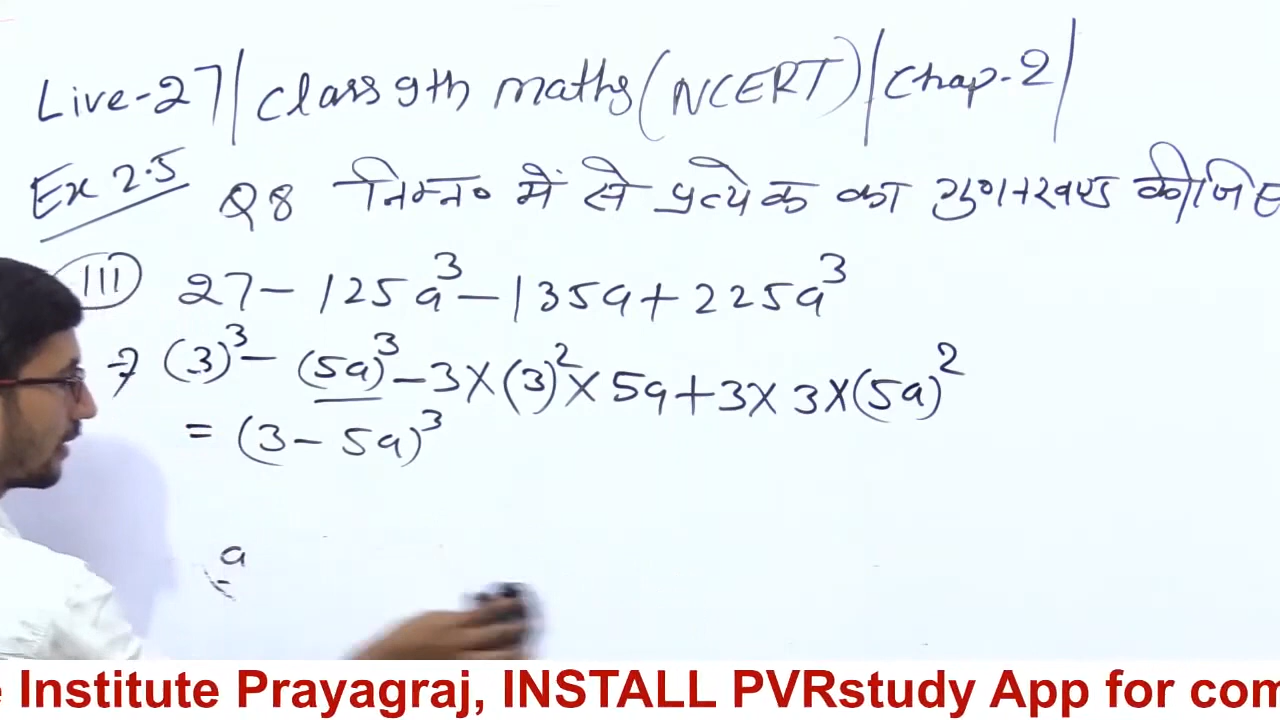 Live-27 | Class 9th maths (NCERT) | Chap-2 |
Ex 2.5 Q8 निम्न० में से प्रत्येक का गुणनखण्ड कीजिए
III 27 - 125a³ - 135a + 225a³
→ (3)³ - (5a)³ - 3 × (3)² × 5a + 3 × 3 × (5a)²
= (3 - 5a)³
a
Institute Prayagraj, INSTALL PVRstudy App for com